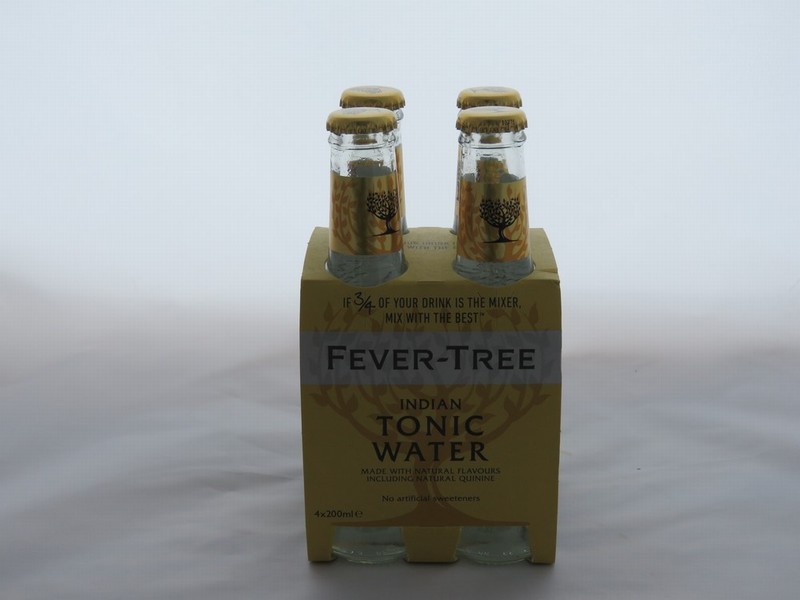 IF 3/4 OF YOUR DRINK IS THE MIXER,
MIX WITH THE BEST™
FEVER-TREE
INDIAN
TONIC
WATER
MADE WITH NATURAL FLAVOURS
INCLUDING NATURAL QUININE
No artificial sweeteners
4x200ml℮